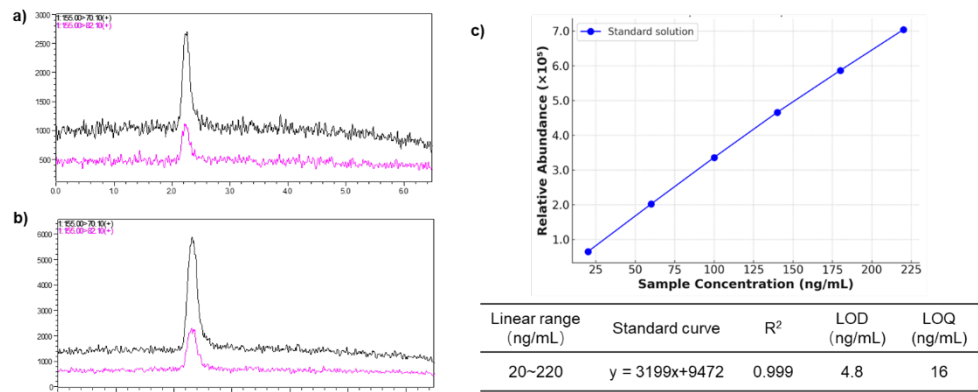 a)
1:155.00>70.10(+)
1:155.00>82.10(+)
3000
2500
2000
1500
1000
500
0.0 1.0 2.0 3.0 4.0 5.0 6.0
b)
1:155.00>70.10(+)
1:155.00>82.10(+)
6000
5000
4000
3000
2000
1000
0
c)
Standard solution
Relative Abundance (×10⁵)
7.0
6.0
5.0
4.0
3.0
2.0
1.0
25 50 75 100 125 150 175 200 225
Sample Concentration (ng/mL)
Linear range Standard curve R² LOD LOQ
(ng/mL) (ng/mL) (ng/mL)
20~220 y = 3199x+9472 0.999 4.8 16